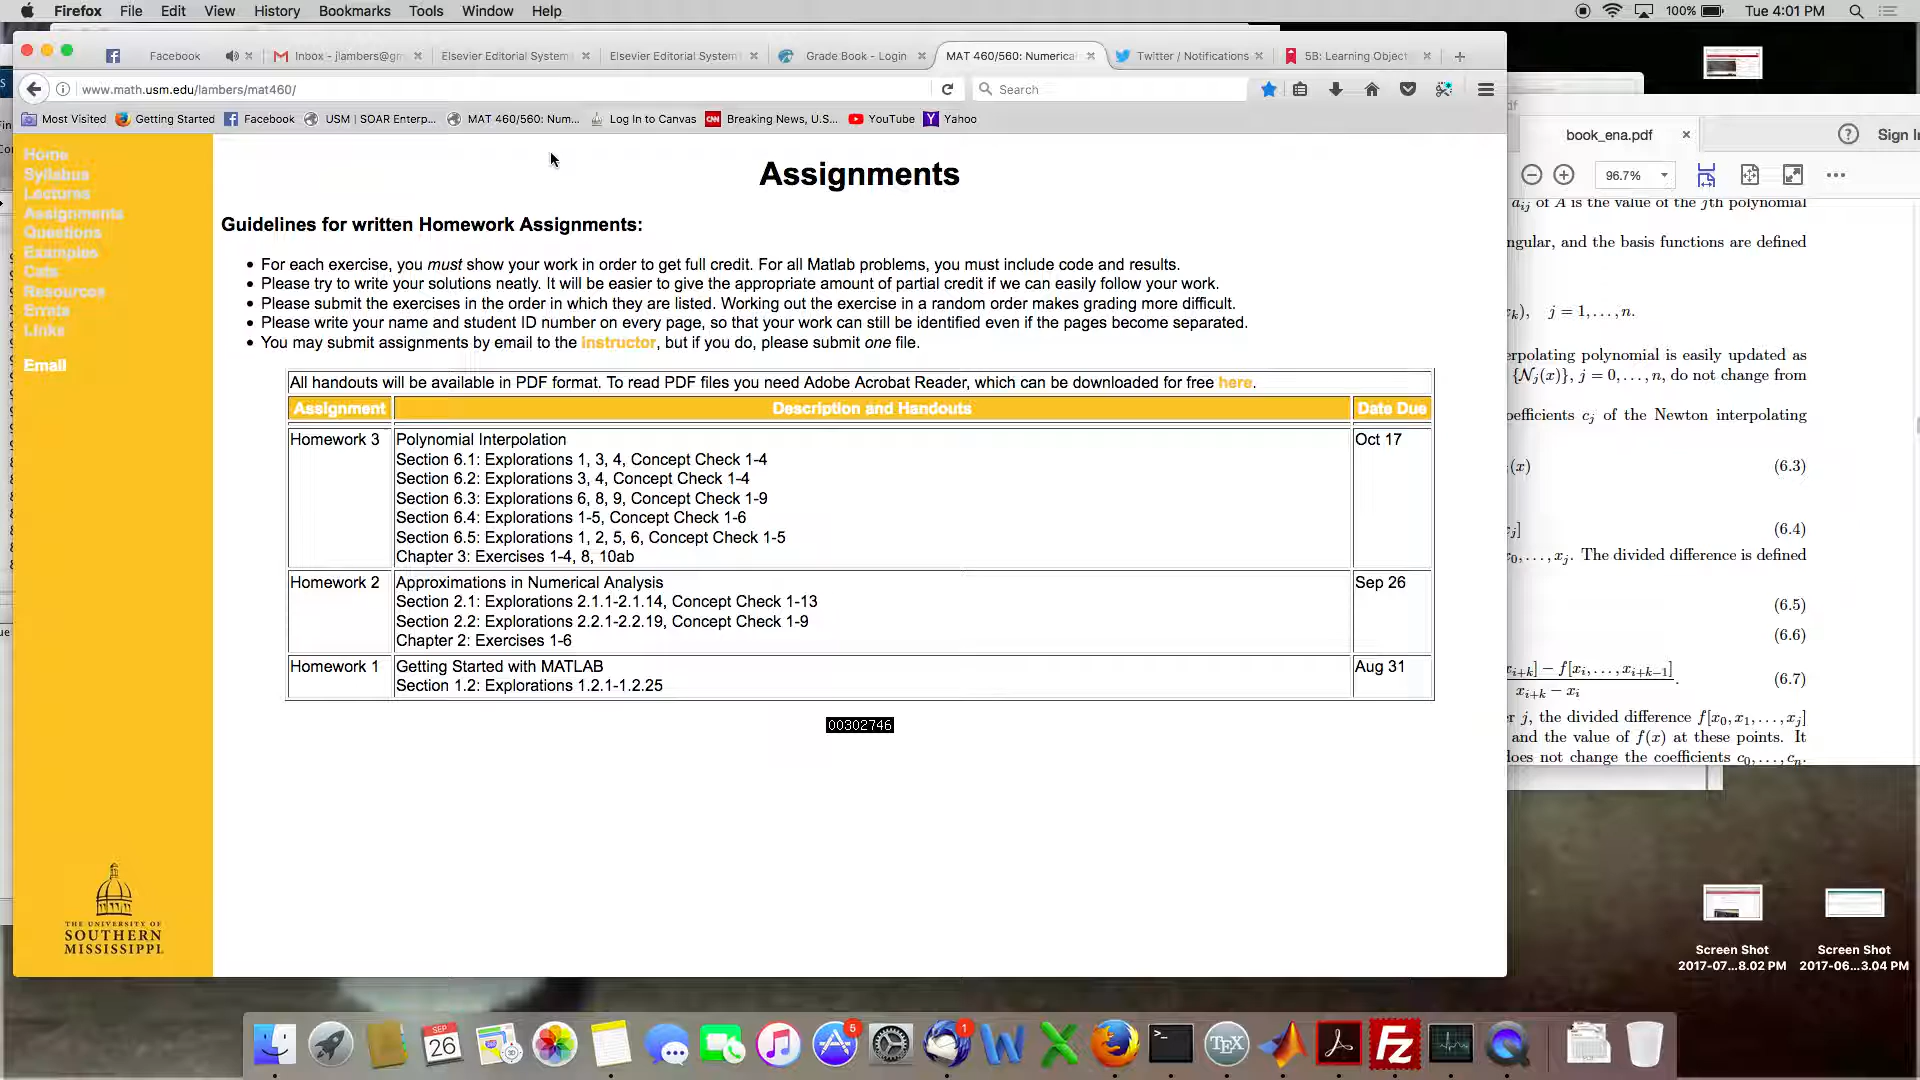 Firefox File Edit View History Bookmarks Tools Window Help
100% Tue 4:01 PM
Facebook
Inbox - jlambers@gm
Elsevier Editorial System
Elsevier Editorial System
Grade Book - Login
MAT 460/560: Numerica
Twitter / Notifications
5B: Learning Object
www.math.usm.edu/lambers/mat460/
Search
Most Visited Getting Started Facebook USM | SOAR Enterp... MAT 460/560: Num... Log In to Canvas Breaking News, U.S... YouTube Yahoo
Home
Syllabus
Lectures
Assignments
Questions
Examples
Cats
Resources
Errata
Links
Email
THE UNIVERSITY OF
SOUTHERN
MISSISSIPPI
Assignments
Guidelines for written Homework Assignments:
• For each exercise, you must show your work in order to get full credit. For all Matlab problems, you must include code and results.
• Please try to write your solutions neatly. It will be easier to give the appropriate amount of partial credit if we can easily follow your work.
• Please submit the exercises in the order in which they are listed. Working out the exercise in a random order makes grading more difficult.
• Please write your name and student ID number on every page, so that your work can still be identified even if the pages become separated.
• You may submit assignments by email to the instructor, but if you do, please submit one file.
All handouts will be available in PDF format. To read PDF files you need Adobe Acrobat Reader, which can be downloaded for free here.
Assignment Description and Handouts Date Due
Homework 3 Polynomial Interpolation Oct 17
Section 6.1: Explorations 1, 3, 4, Concept Check 1-4
Section 6.2: Explorations 3, 4, Concept Check 1-4
Section 6.3: Explorations 6, 8, 9, Concept Check 1-9
Section 6.4: Explorations 1-5, Concept Check 1-6
Section 6.5: Explorations 1, 2, 5, 6, Concept Check 1-5
Chapter 3: Exercises 1-4, 8, 10ab
Homework 2 Approximations in Numerical Analysis Sep 26
Section 2.1: Explorations 2.1.1-2.1.14, Concept Check 1-13
Section 2.2: Explorations 2.2.1-2.2.19, Concept Check 1-9
Chapter 2: Exercises 1-6
Homework 1 Getting Started with MATLAB Aug 31
Section 1.2: Explorations 1.2.1-1.2.25
00302746
book_ena.pdf
Sign I
96.7%
a_ij of A is the value of the jth polynomial
ngular, and the basis functions are defined
k), j = 1, . . . , n.
rpolating polynomial is easily updated as
{N_j(x)}, j = 0, . . . , n, do not change from
oefficients c_j of the Newton interpolating
(x) (6.3)
j] (6.4)
0, . . . , x_j. The divided difference is defined
(6.5)
(6.6)
x_{i+k}] − f[x_i, . . . , x_{i+k−1}]
x_{i+k} − x_i
(6.7)
r j, the divided difference f[x_0, x_1, . . . , x_j]
and the value of f(x) at these points. It
does not change the coefficients c_0, . . . , c_n.
Screen Shot
2017-07...8.02 PM
Screen Shot
2017-06...3.04 PM
SEP
26
5
1
TEX